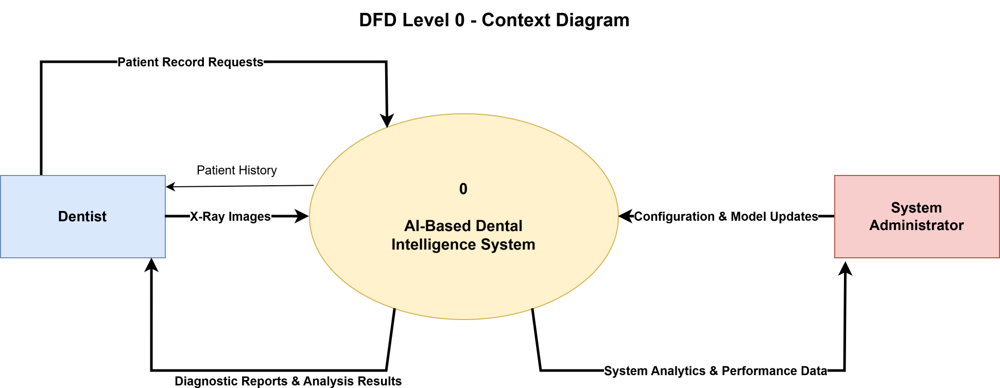 DFD Level 0 - Context Diagram
Patient Record Requests
Patient History
Dentist
X-Ray Images
0
AI-Based Dental
Intelligence System
Configuration & Model Updates
System
Administrator
Diagnostic Reports & Analysis Results
System Analytics & Performance Data